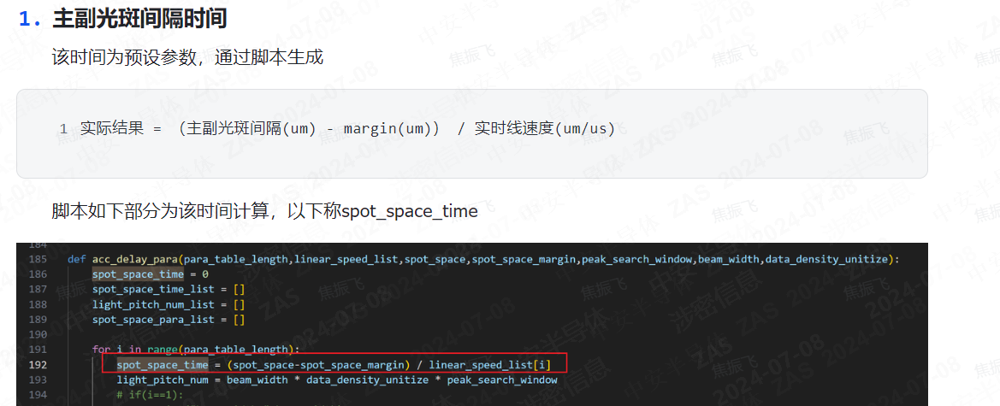 1. 主副光斑间隔时间
该时间为预设参数，通过脚本生成
1 实际结果 = （主副光斑间隔(um) - margin(um)） / 实时线速度(um/us)
脚本如下部分为该时间计算，以下称spot_space_time
184
185 def acc_delay_para(para_table_length,linear_speed_list,spot_space,spot_space_margin,peak_search_window,beam_width,data_density_unitize):
186 spot_space_time = 0
187 spot_space_time_list = []
188 light_pitch_num_list = []
189 spot_space_para_list = []
190
191 for i in range(para_table_length):
192 spot_space_time = (spot_space-spot_space_margin) / linear_speed_list[i]
193 light_pitch_num = beam_width * data_density_unitize * peak_search_window
194 # if(i==1):